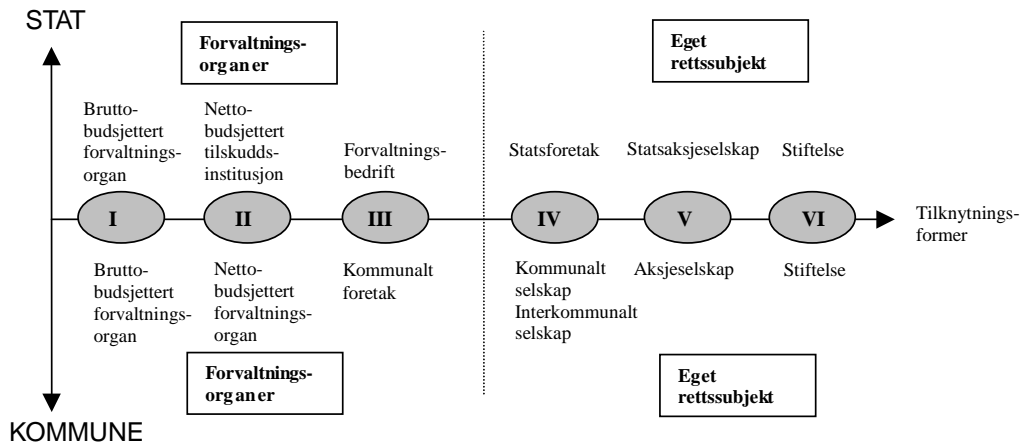 STAT
Forvaltnings-
organer
Eget
rettssubjekt
Brutto-
budsjettert
forvaltnings-
organ
Netto-
budsjettert
tilskudds-
institusjon
Forvaltnings-
bedrift
Statsforetak
Statsaksjeselskap
Stiftelse
I
II
III
IV
V
VI
Tilknytnings-
former
Brutto-
budsjettert
forvaltnings-
organ
Netto-
budsjettert
forvaltnings-
organ
Kommunalt
foretak
Kommunalt
selskap
Interkommunalt
selskap
Aksjeselskap
Stiftelse
Forvaltnings-
organer
Eget
rettssubjekt
KOMMUNE